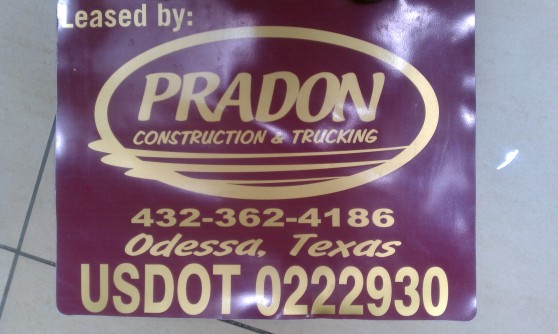 Leased by:
PRADON
CONSTRUCTION & TRUCKING
432-362-4186
Odessa, Texas
USDOT 0222930